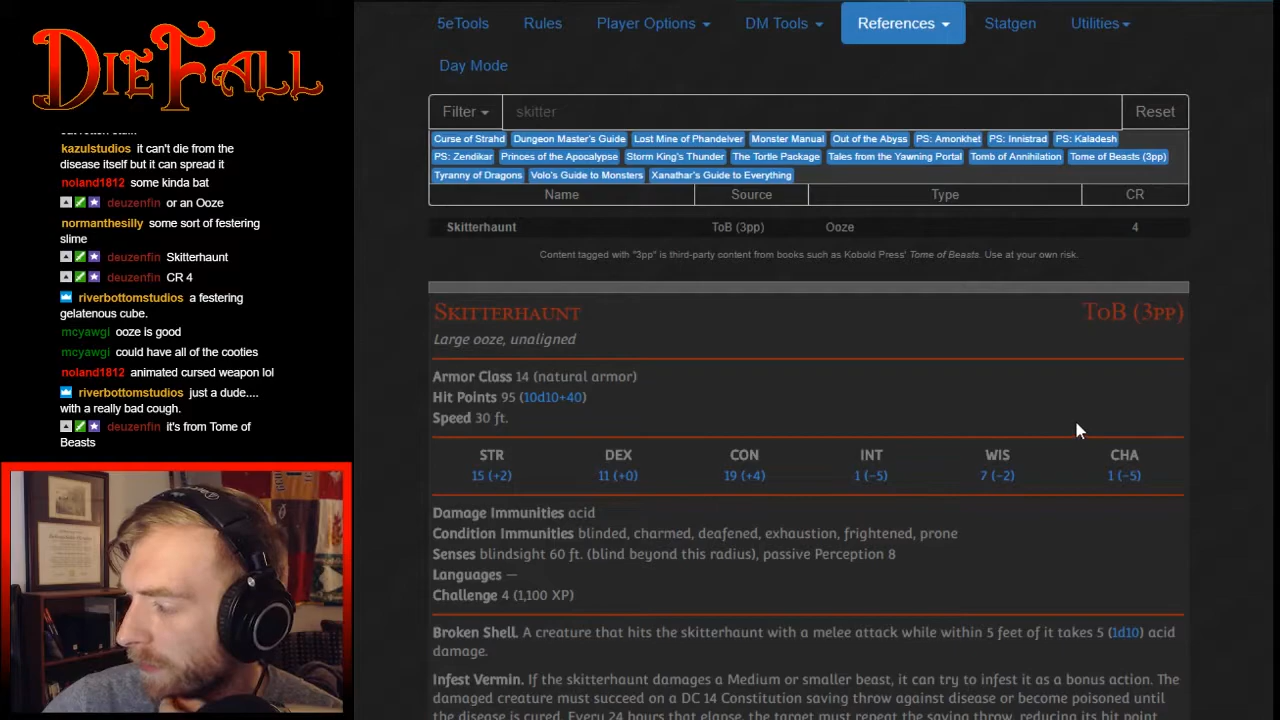 DIEFALL
kazulstudios it can't die from the
disease itself but it can spread it
noland1812 some kinda bat
deuzenfin or an Ooze
normanthesilly some sort of festering
slime
deuzenfin Skitterhaunt
deuzenfin CR 4
riverbottomstudios a festering
gelatenous cube.
mcyawgi ooze is good
mcyawgi could have all of the cooties
noland1812 animated cursed weapon lol
riverbottomstudios just a dude....
with a really bad cough.
deuzenfin it's from Tome of
Beasts
5eTools Rules Player Options DM Tools References Statgen Utilities
Day Mode
Filter skitter Reset
Curse of Strahd Dungeon Master's Guide Lost Mine of Phandelver Monster Manual Out of the Abyss PS: Amonkhet PS: Innistrad PS: Kaladesh
PS: Zendikar Princes of the Apocalypse Storm King's Thunder The Tortle Package Tales from the Yawning Portal Tomb of Annihilation Tome of Beasts (3pp)
Tyranny of Dragons Volo's Guide to Monsters Xanathar's Guide to Everything
Name Source Type CR
Skitterhaunt ToB (3pp) Ooze 4
Content tagged with "3pp" is third-party content from books such as Kobold Press' Tome of Beasts. Use at your own risk.
SKITTERHAUNT ToB (3PP)
Large ooze, unaligned
Armor Class 14 (natural armor)
Hit Points 95 (10d10+40)
Speed 30 ft.
STR DEX CON INT WIS CHA
15 (+2) 11 (+0) 19 (+4) 1 (-5) 7 (-2) 1 (-5)
Damage Immunities acid
Condition Immunities blinded, charmed, deafened, exhaustion, frightened, prone
Senses blindsight 60 ft. (blind beyond this radius), passive Perception 8
Languages —
Challenge 4 (1,100 XP)
Broken Shell. A creature that hits the skitterhaunt with a melee attack while within 5 feet of it takes 5 (1d10) acid
damage.
Infest Vermin. If the skitterhaunt damages a Medium or smaller beast, it can try to infest it as a bonus action. The
damaged creature must succeed on a DC 14 Constitution saving throw against disease or become poisoned until
the disease is cured. Every 24 hours that elapse, the target must repeat the saving throw, reducing its hit point